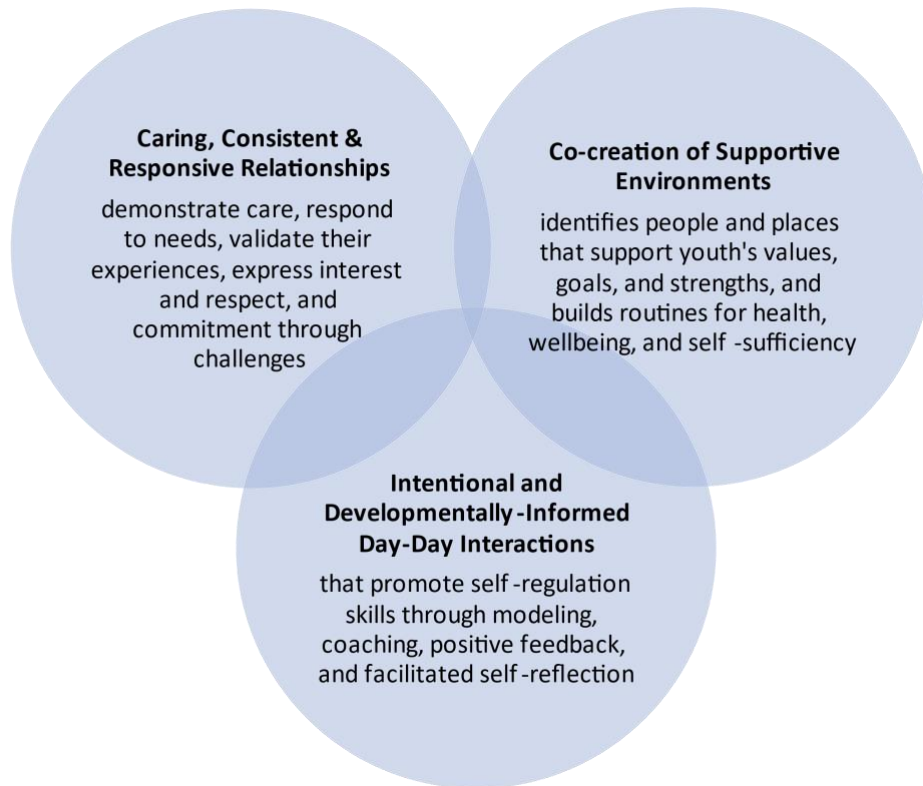 Caring, Consistent &
Responsive Relationships
demonstrate care, respond
to needs, validate their
experiences, express interest
and respect, and
commitment through
challenges
Co-creation of Supportive
Environments
identifies people and places
that support youth's values,
goals, and strengths, and
builds routines for health,
wellbeing, and self -sufficiency
Intentional and
Developmentally -Informed
Day-Day Interactions
that promote self -regulation
skills through modeling,
coaching, positive feedback,
and facilitated self -reflection